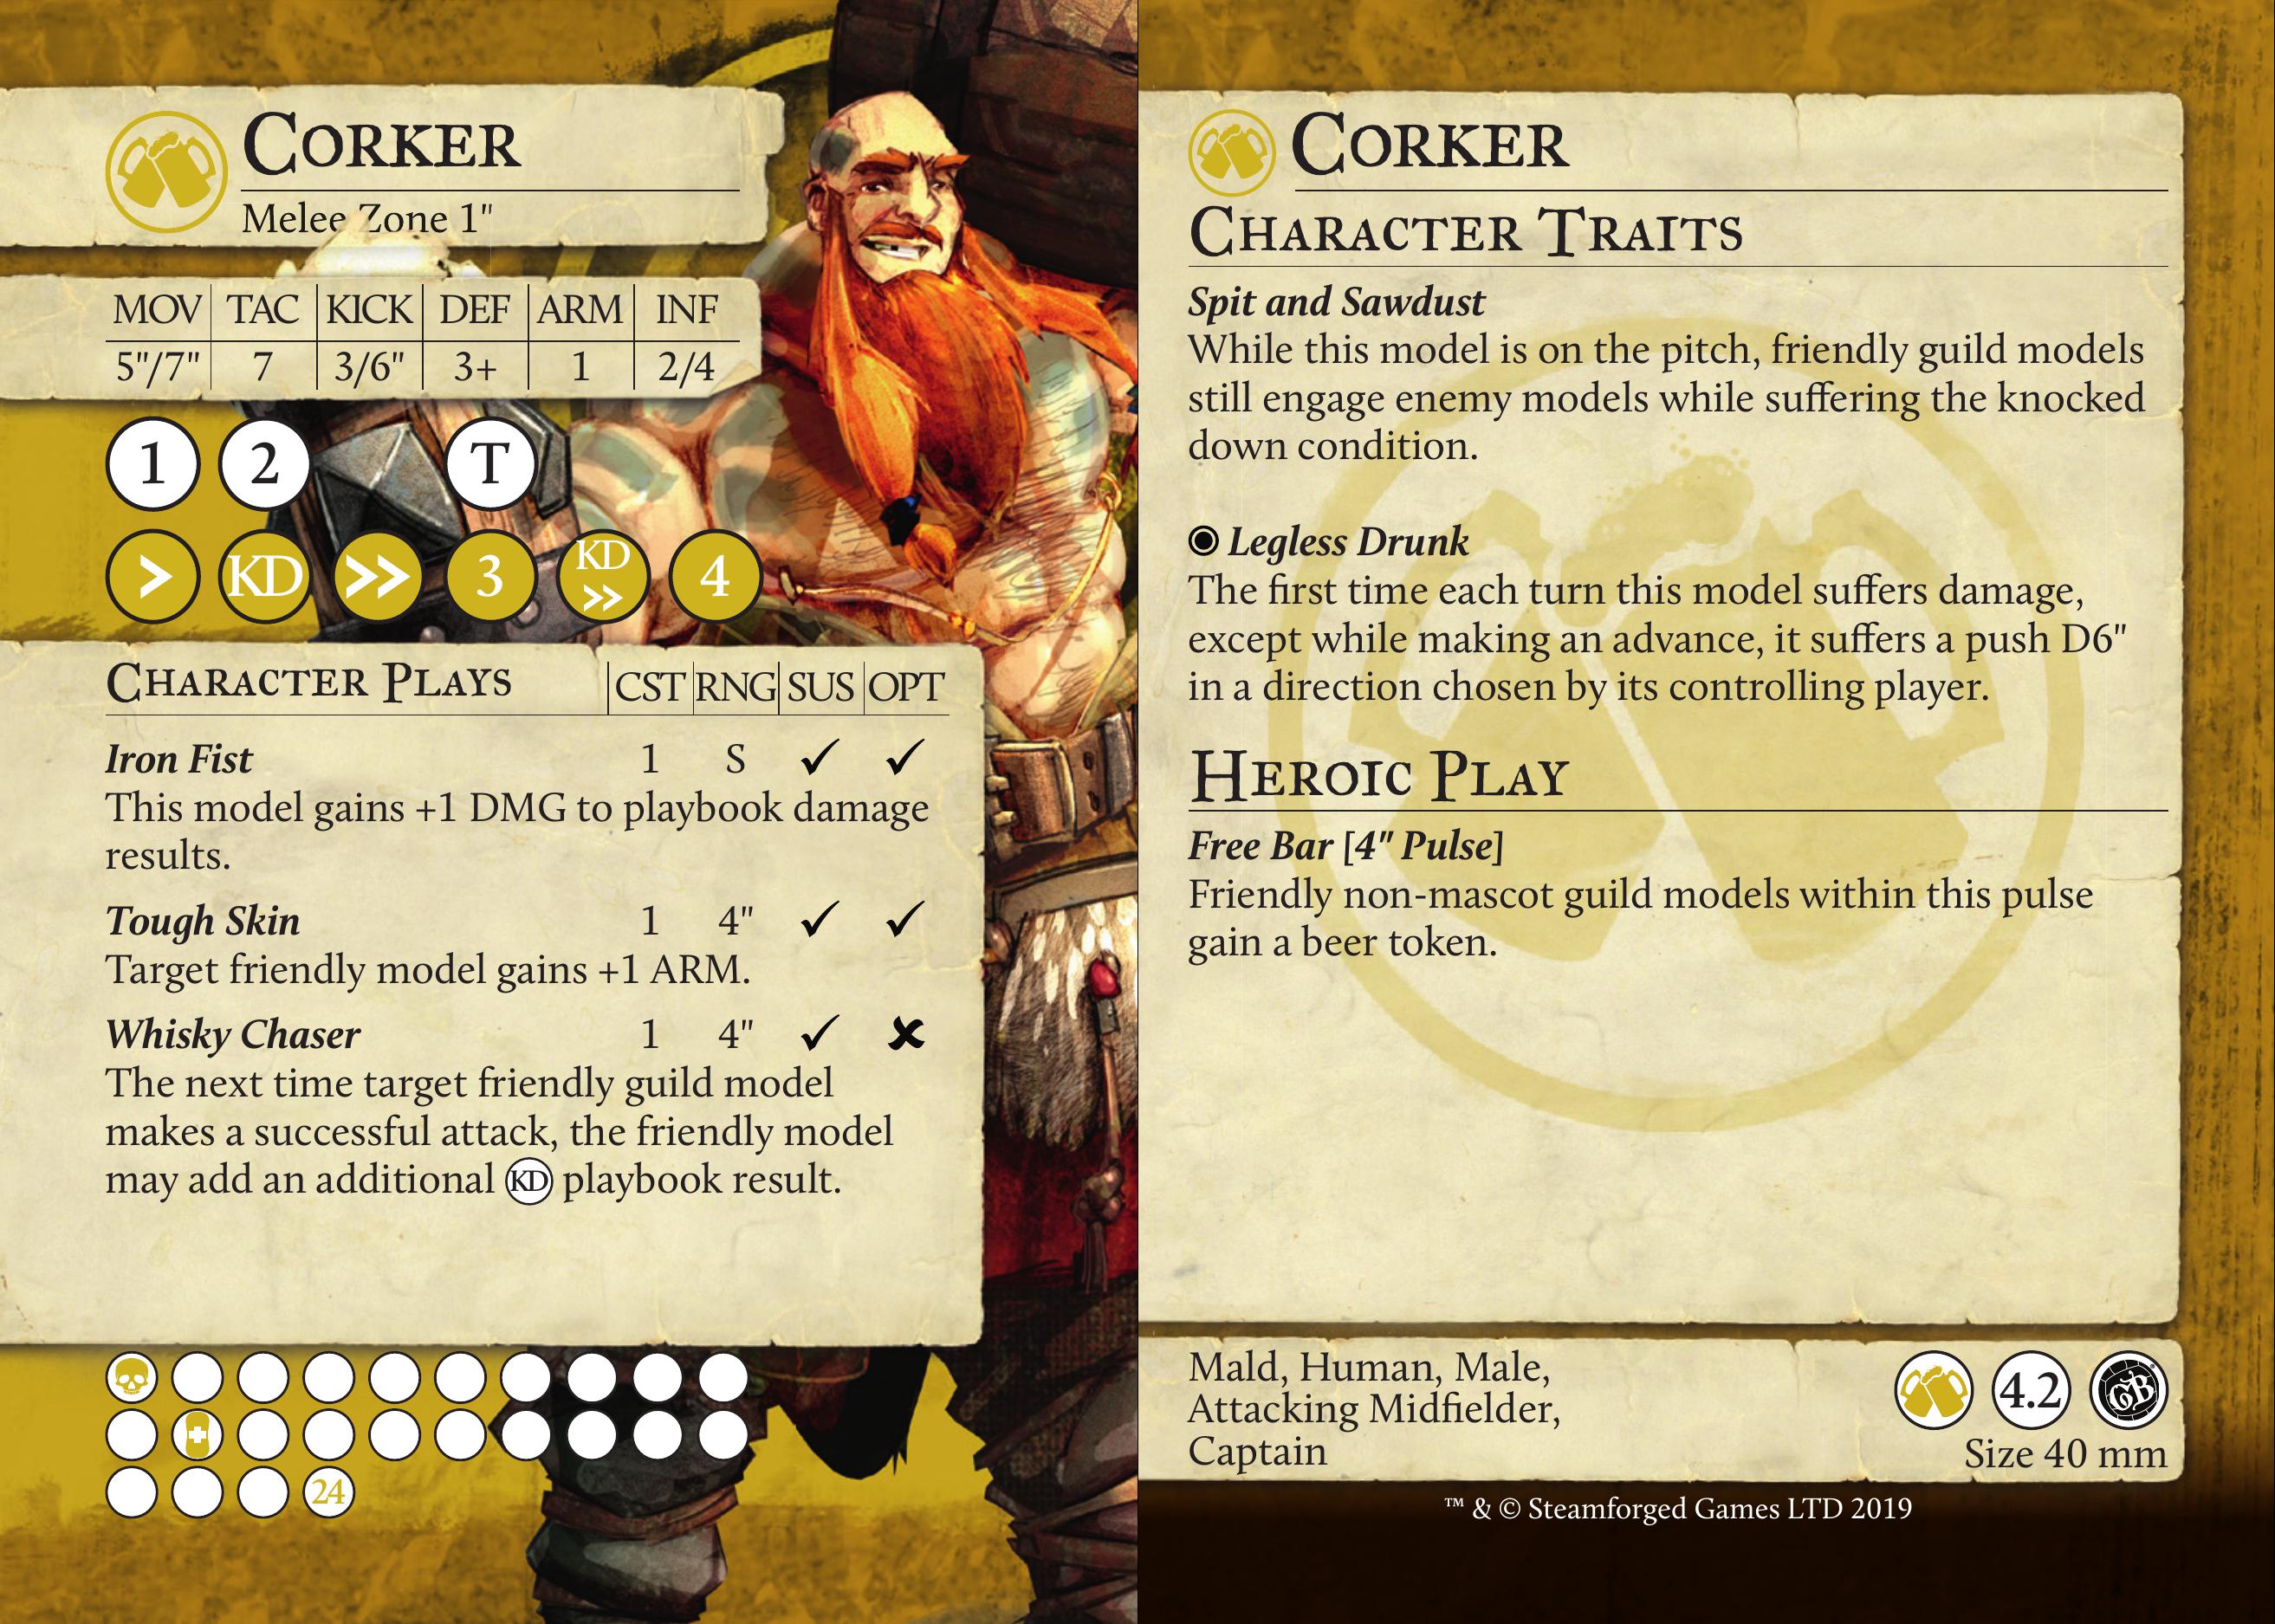 Corker
Melee Zone 1"
MOV TAC KICK DEF ARM INF
5"/7" 7 3/6" 3+ 1 2/4
1 2 T
> KD >> 3 KD >> 4
Character Plays CST RNG SUS OPT
Iron Fist 1 S ✓ ✓
This model gains +1 DMG to playbook damage
results.
Tough Skin 1 4" ✓ ✓
Target friendly model gains +1 ARM.
Whisky Chaser 1 4" ✓ ✘
The next time target friendly guild model
makes a successful attack, the friendly model
may add an additional KD playbook result.
24
Corker
Character Traits
Spit and Sawdust
While this model is on the pitch, friendly guild models
still engage enemy models while suffering the knocked
down condition.
Legless Drunk
The first time each turn this model suffers damage,
except while making an advance, it suffers a push D6"
in a direction chosen by its controlling player.
Heroic Play
Free Bar [4" Pulse]
Friendly non-mascot guild models within this pulse
gain a beer token.
Mald, Human, Male,
Attacking Midfielder,
Captain
4.2 GB
Size 40 mm
™ & © Steamforged Games LTD 2019